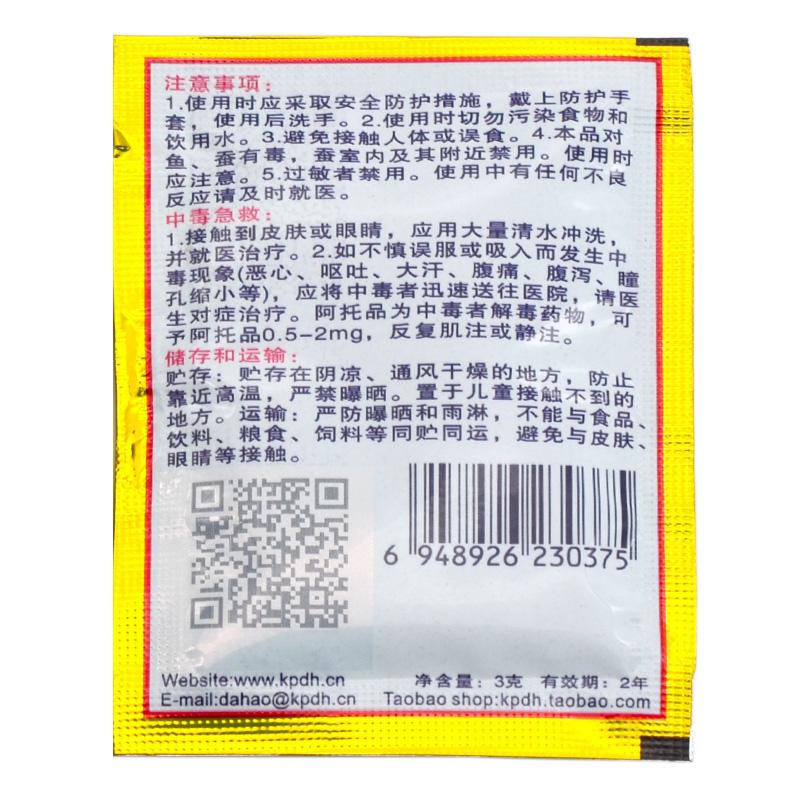 注意事项：
1.使用时应采取安全防护措施，戴上防护手
套，使用后洗手。2.使用时切勿污染食物和
饮用水。3.避免接触人体或误食。4.本品对
鱼、蚕有毒，蚕室内及其附近禁用。使用时
应注意。5.过敏者禁用。使用中有任何不良
反应请及时就医。
中毒急救：
1.接触到皮肤或眼睛，应用大量清水冲洗，
并就医治疗。2.如不慎误服或吸入而发生中
毒现象(恶心、呕吐、大汗、腹痛、腹泻、瞳
孔缩小等)，应将中毒者迅速送往医院，请医
生对症治疗。阿托品为中毒者解毒药物，可
予阿托品0.5-2mg，反复肌注或静注。
储存和运输：
贮存：贮存在阴凉、通风干燥的地方，防止
靠近高温，严禁曝晒。置于儿童接触不到的
地方。运输：严防曝晒和雨淋，不能与食品、
饮料、粮食、饲料等同贮同运，避免与皮肤、
眼睛等接触。
6 948926 230375
Website:www.kpdh.cn 净含量：3克 有效期：2年
E-mail:dahao@kpdh.cn Taobao shop:kpdh.taobao.com